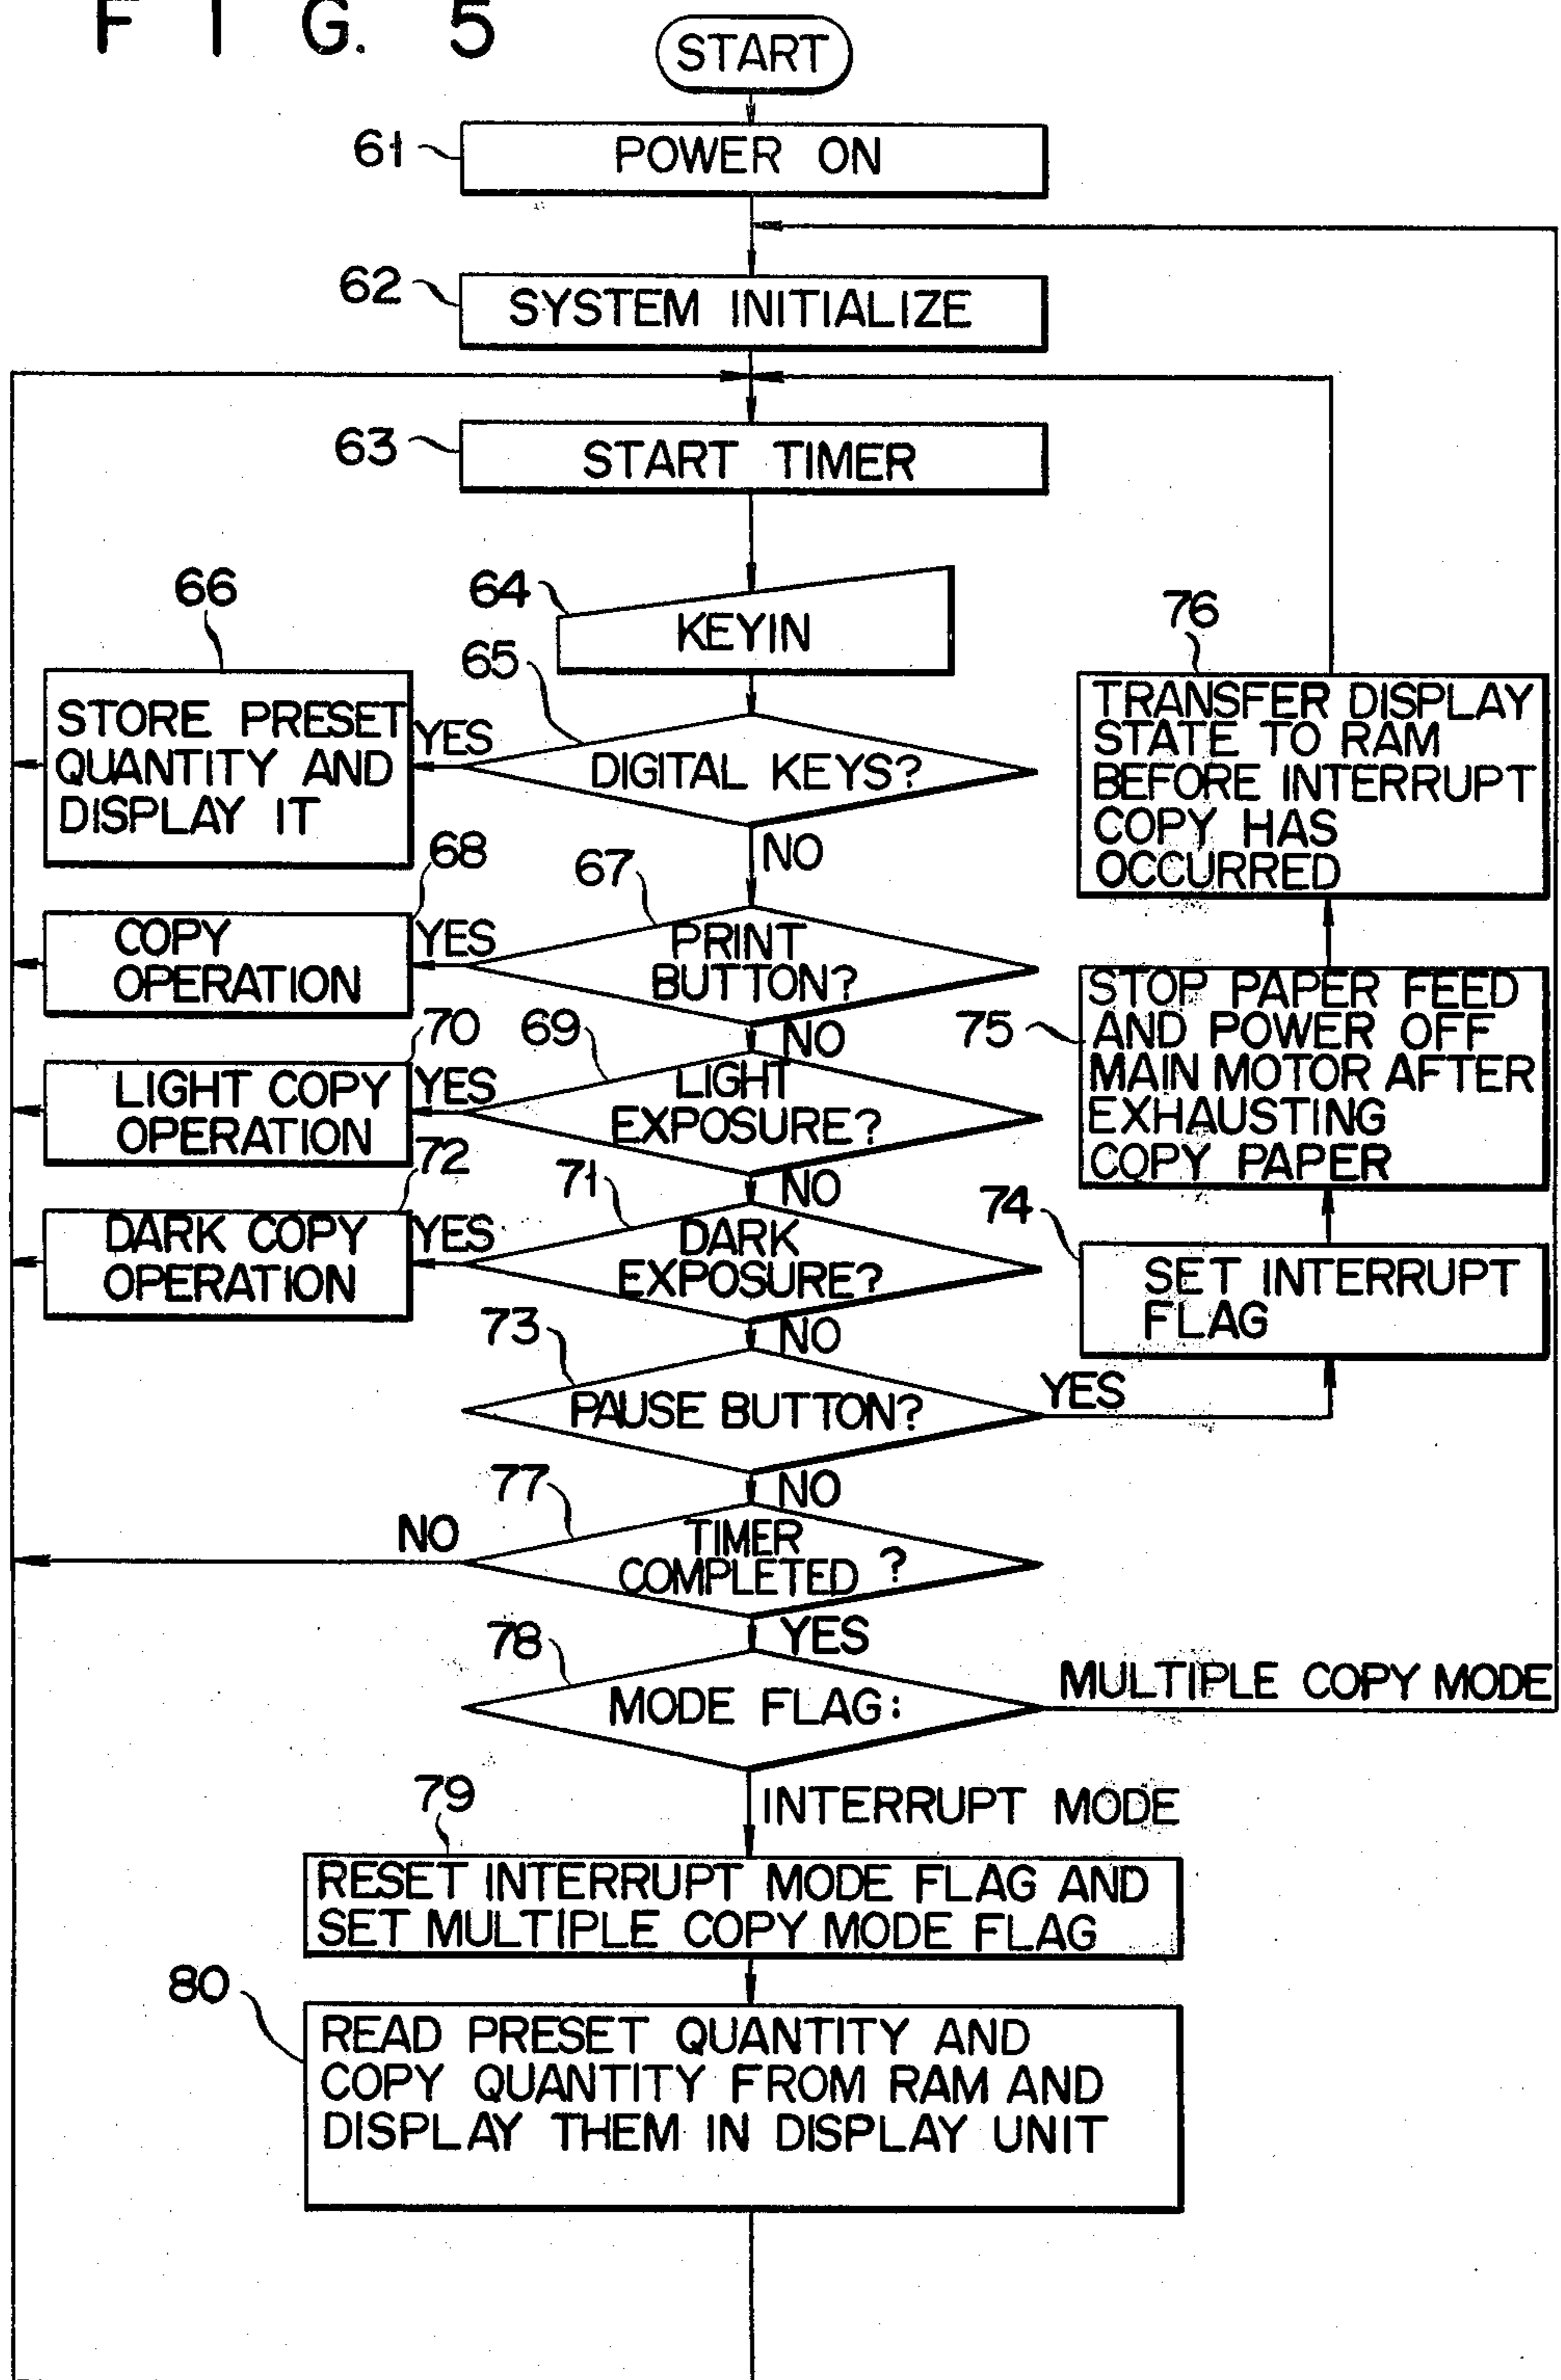 FIG. 5
START
61
POWER ON
62
SYSTEM INITIALIZE
63
START TIMER
64
KEYIN
65
DIGITAL KEYS?
YES
66
STORE PRESET
QUANTITY AND
DISPLAY IT
NO
67
PRINT
BUTTON?
YES
68
COPY
OPERATION
NO
69
LIGHT
EXPOSURE?
YES
70
LIGHT COPY
OPERATION
NO
71
DARK
EXPOSURE?
YES
72
DARK COPY
OPERATION
NO
73
PAUSE BUTTON?
YES
74
SET INTERRUPT
FLAG
75
STOP PAPER FEED
AND POWER OFF
MAIN MOTOR AFTER
EXHAUSTING
COPY PAPER
76
TRANSFER DISPLAY
STATE TO RAM
BEFORE INTERRUPT
COPY HAS
OCCURRED
NO
77
TIMER
COMPLETED ?
NO
YES
78
MODE FLAG:
MULTIPLE COPY MODE
INTERRUPT MODE
79
RESET INTERRUPT MODE FLAG AND
SET MULTIPLE COPY MODE FLAG
80
READ PRESET QUANTITY AND
COPY QUANTITY FROM RAM AND
DISPLAY THEM IN DISPLAY UNIT